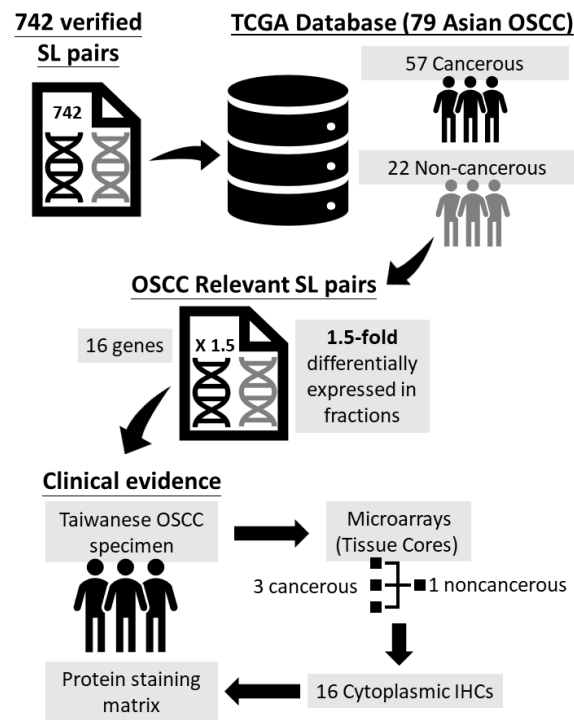 742 verified
SL pairs
742
TCGA Database (79 Asian OSCC)
57 Cancerous
22 Non-cancerous
OSCC Relevant SL pairs
16 genes
X 1.5
1.5-fold
differentially
expressed in
fractions
Clinical evidence
Taiwanese OSCC
specimen
Microarrays
(Tissue Cores)
3 cancerous
1 noncancerous
16 Cytoplasmic IHCs
Protein staining
matrix